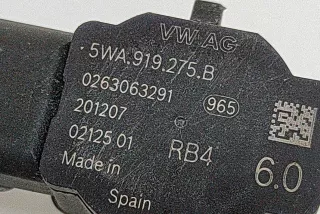 VW AG
5WA.919.275.B
0263063291
965
201207
02125 01
RB4
Made in
6.0
Spain